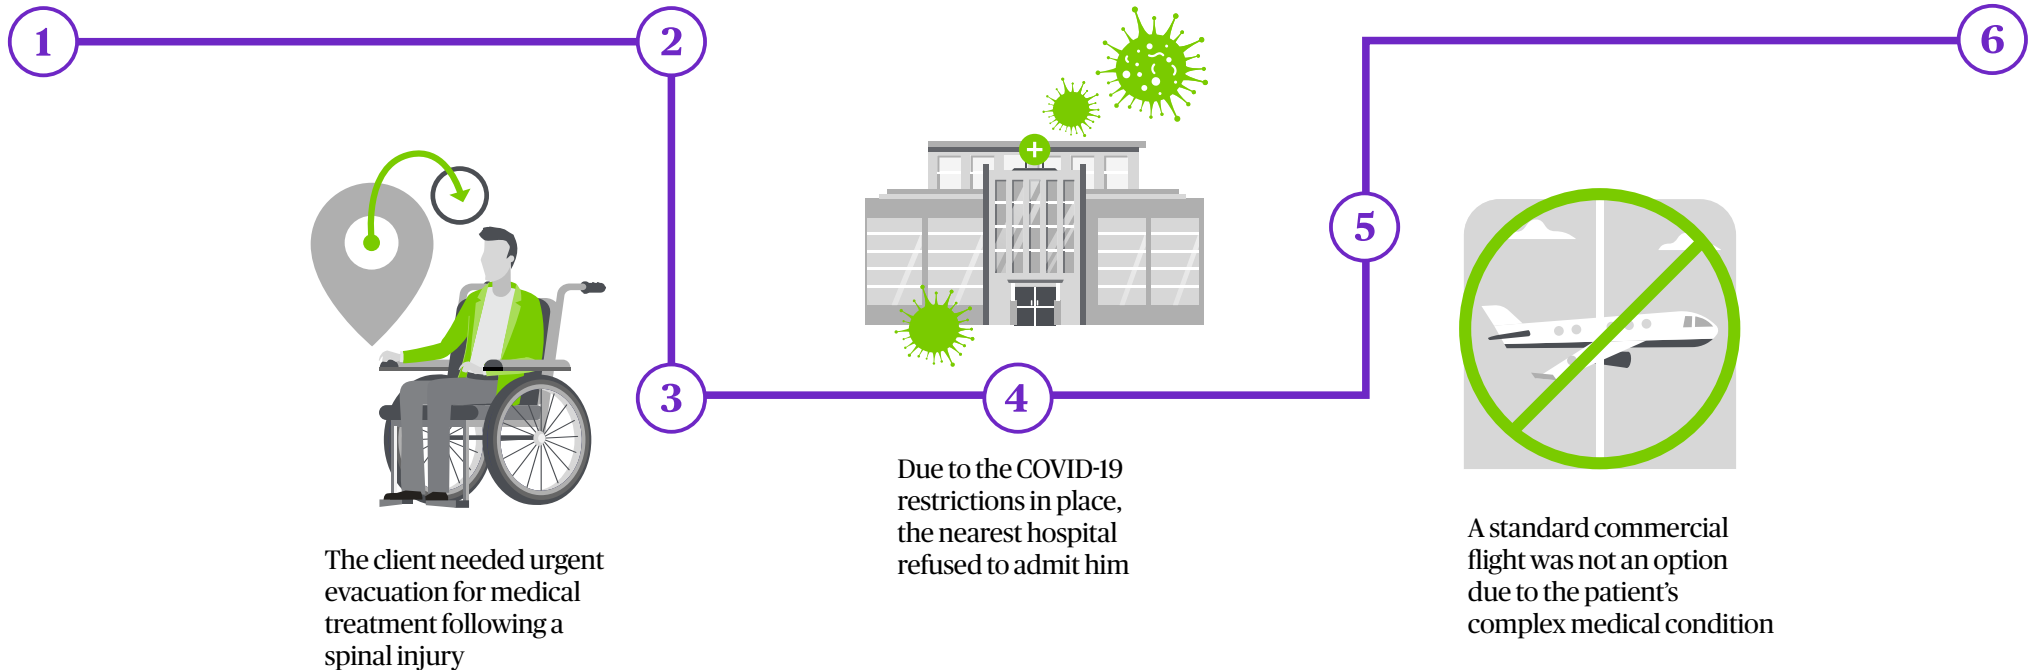 1
2
3
4
5
6
The client needed urgent
evacuation for medical
treatment following a
spinal injury
Due to the COVID-19
restrictions in place,
the nearest hospital
refused to admit him
A standard commercial
flight was not an option
due to the patient’s
complex medical condition